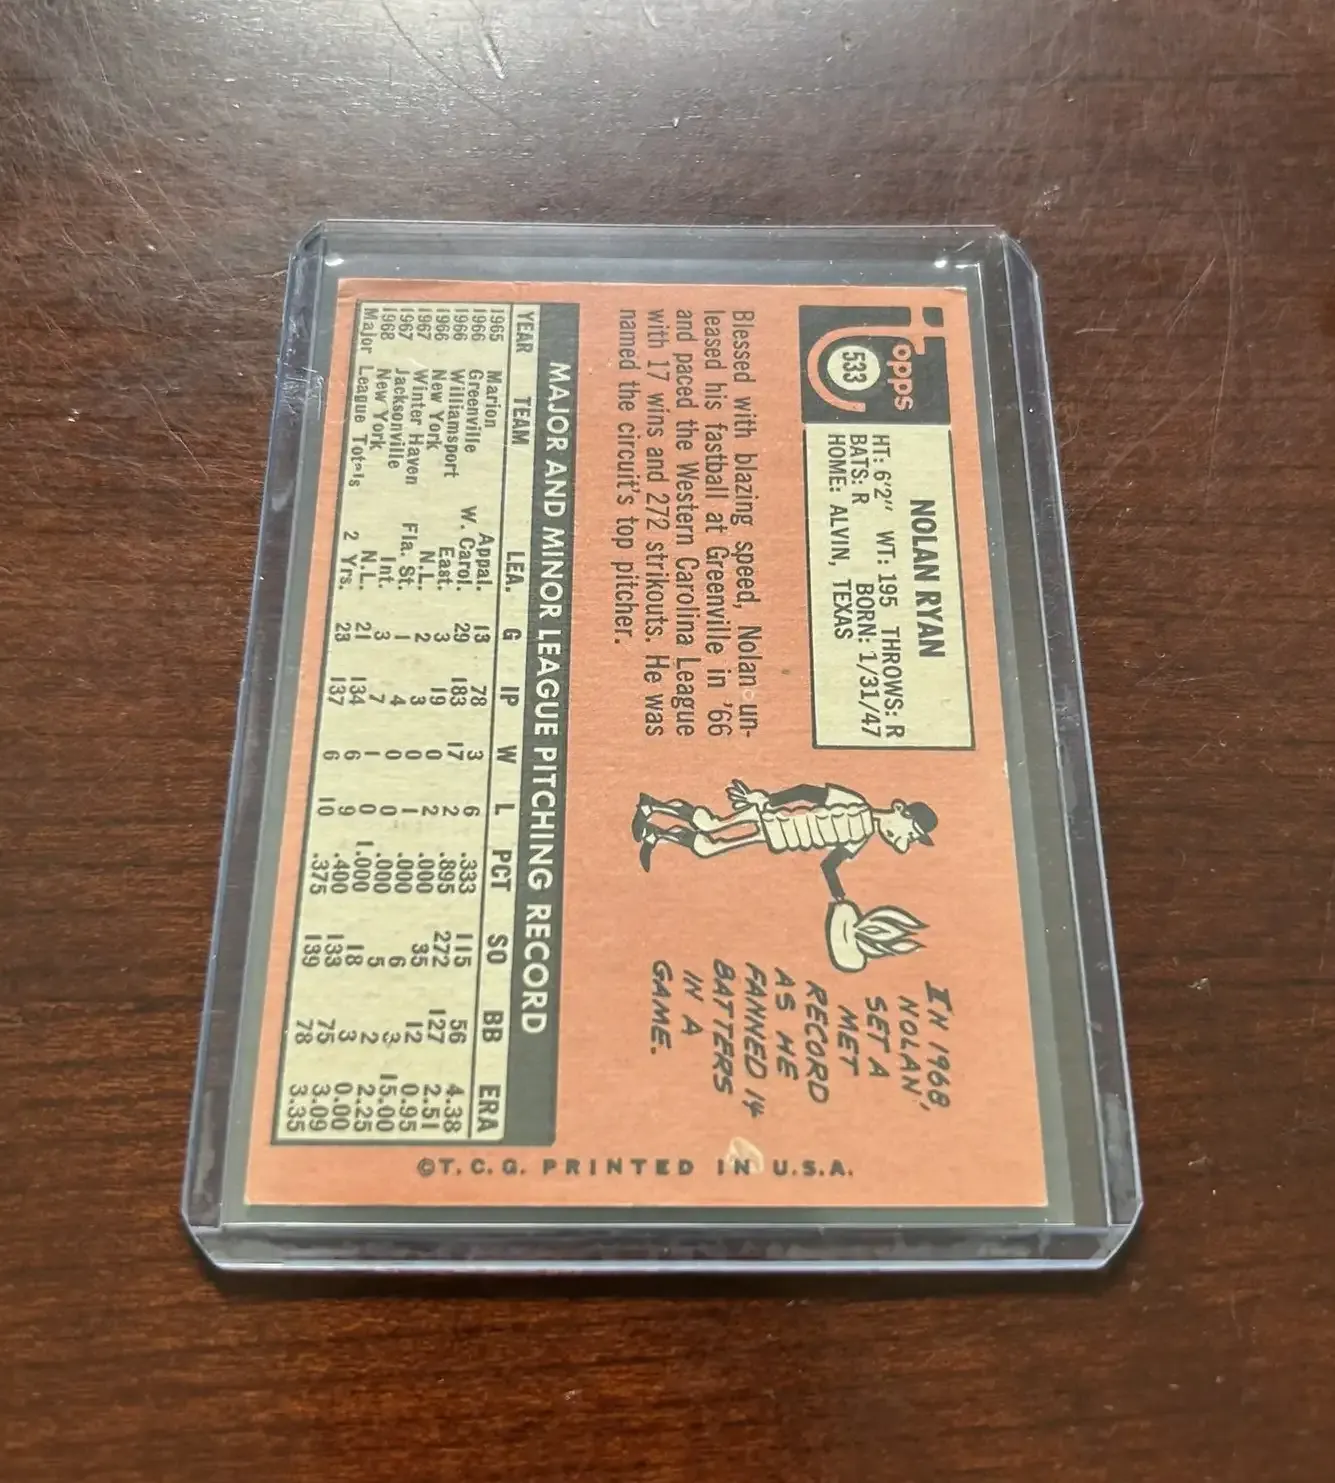 Topps
533
NOLAN RYAN
HT: 6'2" WT: 195 THROWS: R
BATS: R BORN: 1/31/47
HOME: ALVIN, TEXAS
Blessed with blazing speed, Nolan un-
leased his fastball at Greenville in '66
and paced the Western Carolina League
with 17 wins and 272 strikouts. He was
named the circuit's top pitcher.
IN 1968,
NOLAN
SET A
MET
RECORD
AS HE
FANNED 14
BATTERS
IN A
GAME.
MAJOR AND MINOR LEAGUE PITCHING RECORD
YEAR TEAM LEA. G IP W L PCT SO BB ERA
1965 Marion Appal. 13 78 3 6 .333 115 56 4.38
1966 Greenville W. Carol. 29 183 17 2 .895 272 127 2.51
1966 Williamsport East. 3 19 0 2 .000 35 12 0.95
1966 New York N.L. 2 3 0 1 .000 6 3 15.00
1967 Winter Haven Fla. St. 1 4 0 0 .000 5 2 2.25
1967 Jacksonville Int. 3 7 1 0 1.000 18 3 0.00
1968 New York N.L. 21 134 6 9 .400 133 75 3.09
Major League Tot'ls 2 Yrs. 23 137 6 10 .375 139 78 3.35
©T.C.G. PRINTED IN U.S.A.